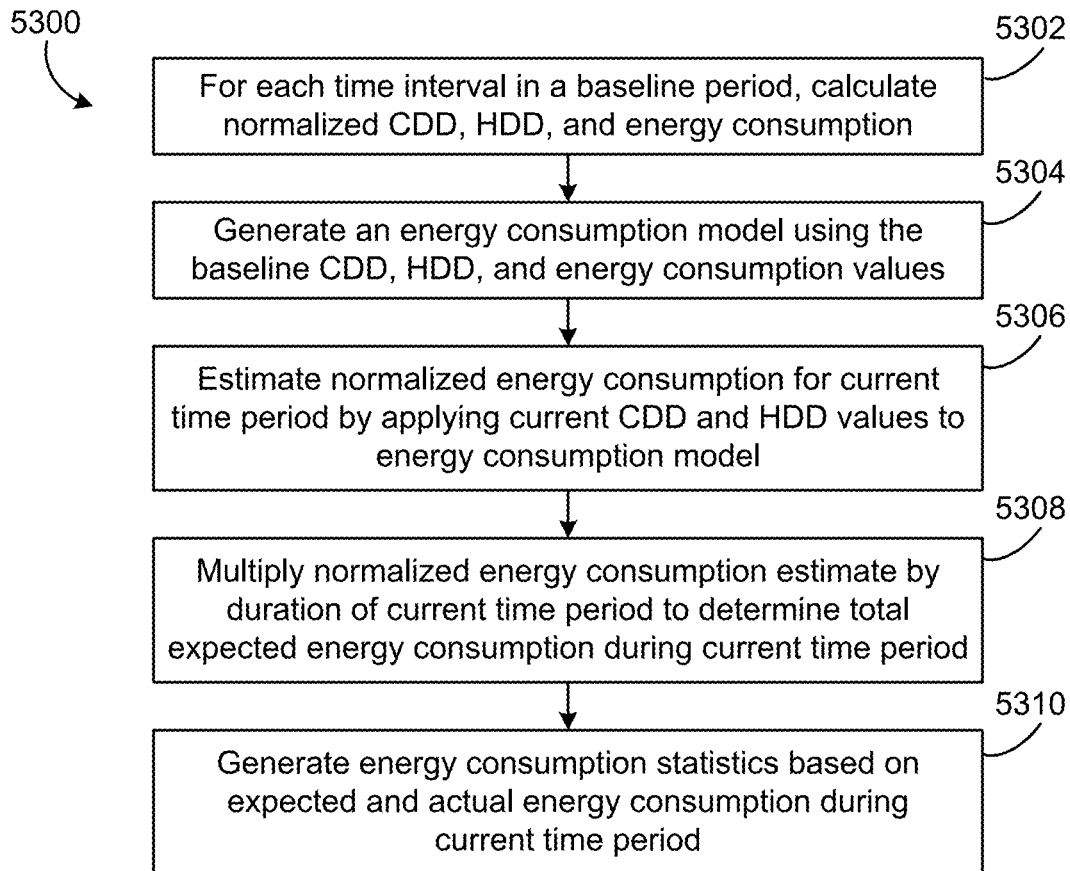 5300
5302
For each time interval in a baseline period, calculate
normalized CDD, HDD, and energy consumption
5304
Generate an energy consumption model using the
baseline CDD, HDD, and energy consumption values
5306
Estimate normalized energy consumption for current
time period by applying current CDD and HDD values to
energy consumption model
5308
Multiply normalized energy consumption estimate by
duration of current time period to determine total
expected energy consumption during current time period
5310
Generate energy consumption statistics based on
expected and actual energy consumption during
current time period